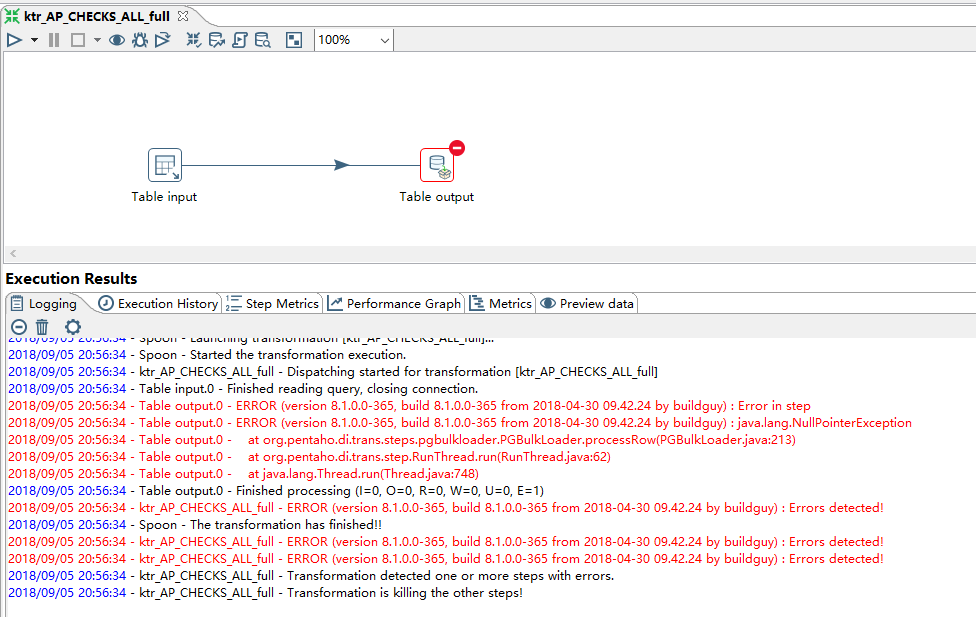 ktr_AP_CHECKS_ALL_full
100%
Table input
Table output
Execution Results
Logging
Execution History
Step Metrics
Performance Graph
Metrics
Preview data
2018/09/05 20:56:34 - Spoon - Launching transformation [ktr_AP_CHECKS_ALL_full]...
2018/09/05 20:56:34 - Spoon - Started the transformation execution.
2018/09/05 20:56:34 - ktr_AP_CHECKS_ALL_full - Dispatching started for transformation [ktr_AP_CHECKS_ALL_full]
2018/09/05 20:56:34 - Table input.0 - Finished reading query, closing connection.
2018/09/05 20:56:34 - Table output.0 - ERROR (version 8.1.0.0-365, build 8.1.0.0-365 from 2018-04-30 09.42.24 by buildguy) : Error in step
2018/09/05 20:56:34 - Table output.0 - ERROR (version 8.1.0.0-365, build 8.1.0.0-365 from 2018-04-30 09.42.24 by buildguy) : java.lang.NullPointerException
2018/09/05 20:56:34 - Table output.0 - at org.pentaho.di.trans.steps.pgbulkloader.PGBulkLoader.processRow(PGBulkLoader.java:213)
2018/09/05 20:56:34 - Table output.0 - at org.pentaho.di.trans.step.RunThread.run(RunThread.java:62)
2018/09/05 20:56:34 - Table output.0 - at java.lang.Thread.run(Thread.java:748)
2018/09/05 20:56:34 - Table output.0 - Finished processing (I=0, O=0, R=0, W=0, U=0, E=1)
2018/09/05 20:56:34 - ktr_AP_CHECKS_ALL_full - ERROR (version 8.1.0.0-365, build 8.1.0.0-365 from 2018-04-30 09.42.24 by buildguy) : Errors detected!
2018/09/05 20:56:34 - Spoon - The transformation has finished!!
2018/09/05 20:56:34 - ktr_AP_CHECKS_ALL_full - ERROR (version 8.1.0.0-365, build 8.1.0.0-365 from 2018-04-30 09.42.24 by buildguy) : Errors detected!
2018/09/05 20:56:34 - ktr_AP_CHECKS_ALL_full - ERROR (version 8.1.0.0-365, build 8.1.0.0-365 from 2018-04-30 09.42.24 by buildguy) : Errors detected!
2018/09/05 20:56:34 - ktr_AP_CHECKS_ALL_full - Transformation detected one or more steps with errors.
2018/09/05 20:56:34 - ktr_AP_CHECKS_ALL_full - Transformation is killing the other steps!